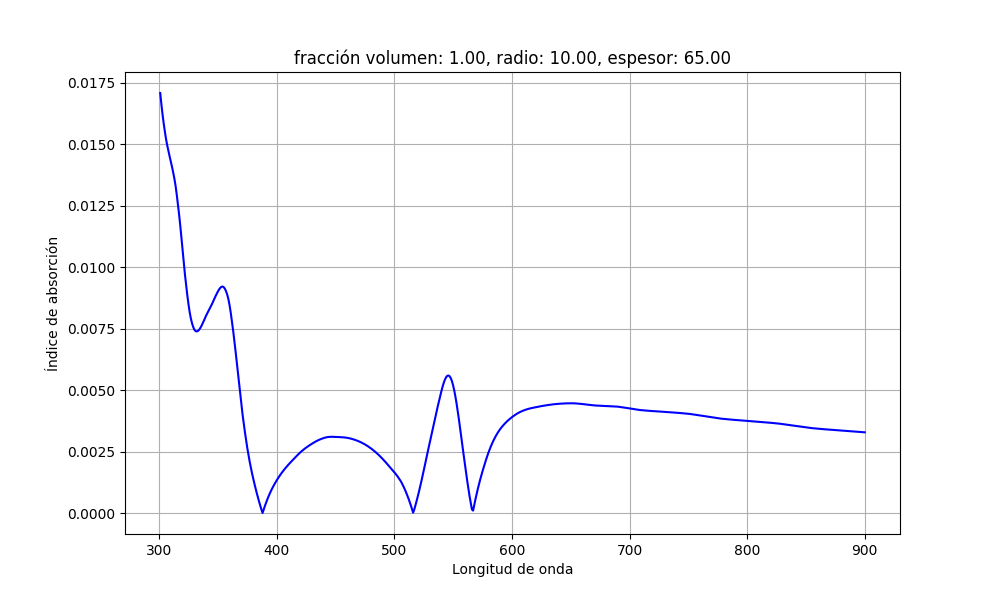 fracción volumen: 1.00, radio: 10.00, espesor: 65.00
0.0175
0.0150
0.0125
0.0100
0.0075
0.0050
0.0025
0.0000
Índice de absorción
300 400 500 600 700 800 900
Longitud de onda